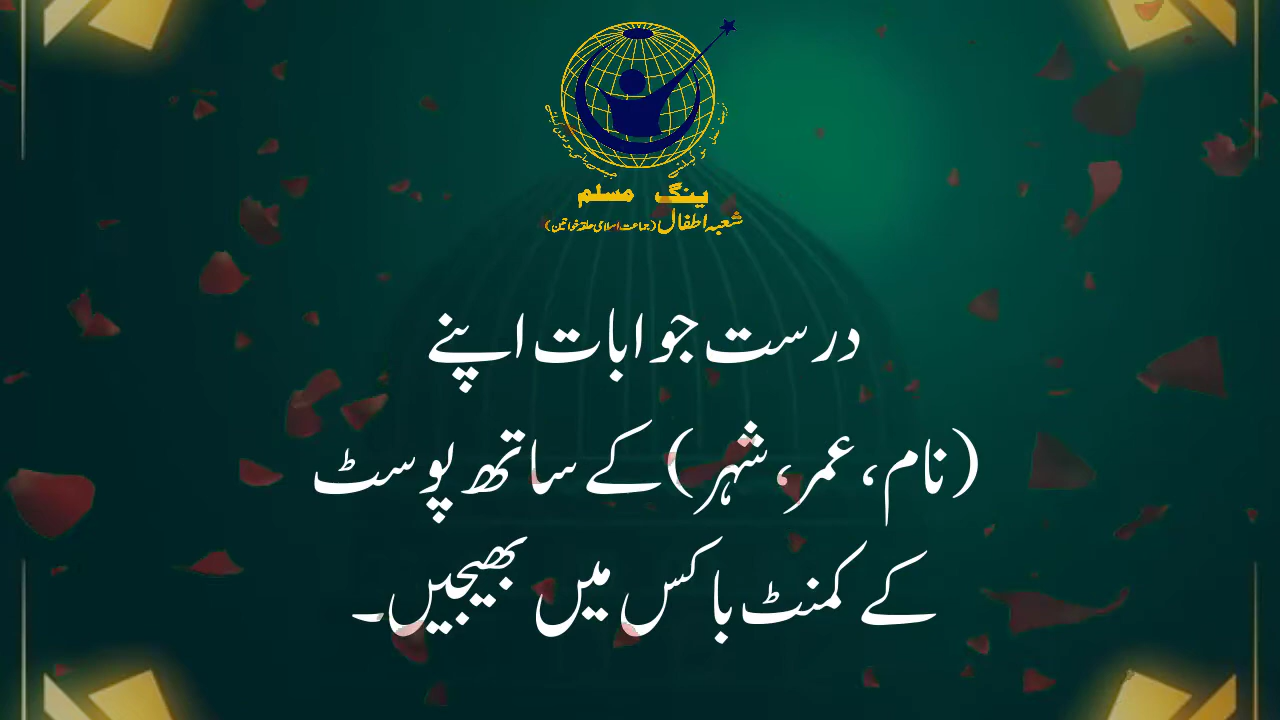 ینگ مسلم
شعبہ اطفال (جماعت اسلامی حلقہ خواتین)
درست جوابات اپنے
(نام، عمر، شہر) کے ساتھ پوسٹ
کے کمنٹ باکس میں بھیجیں۔